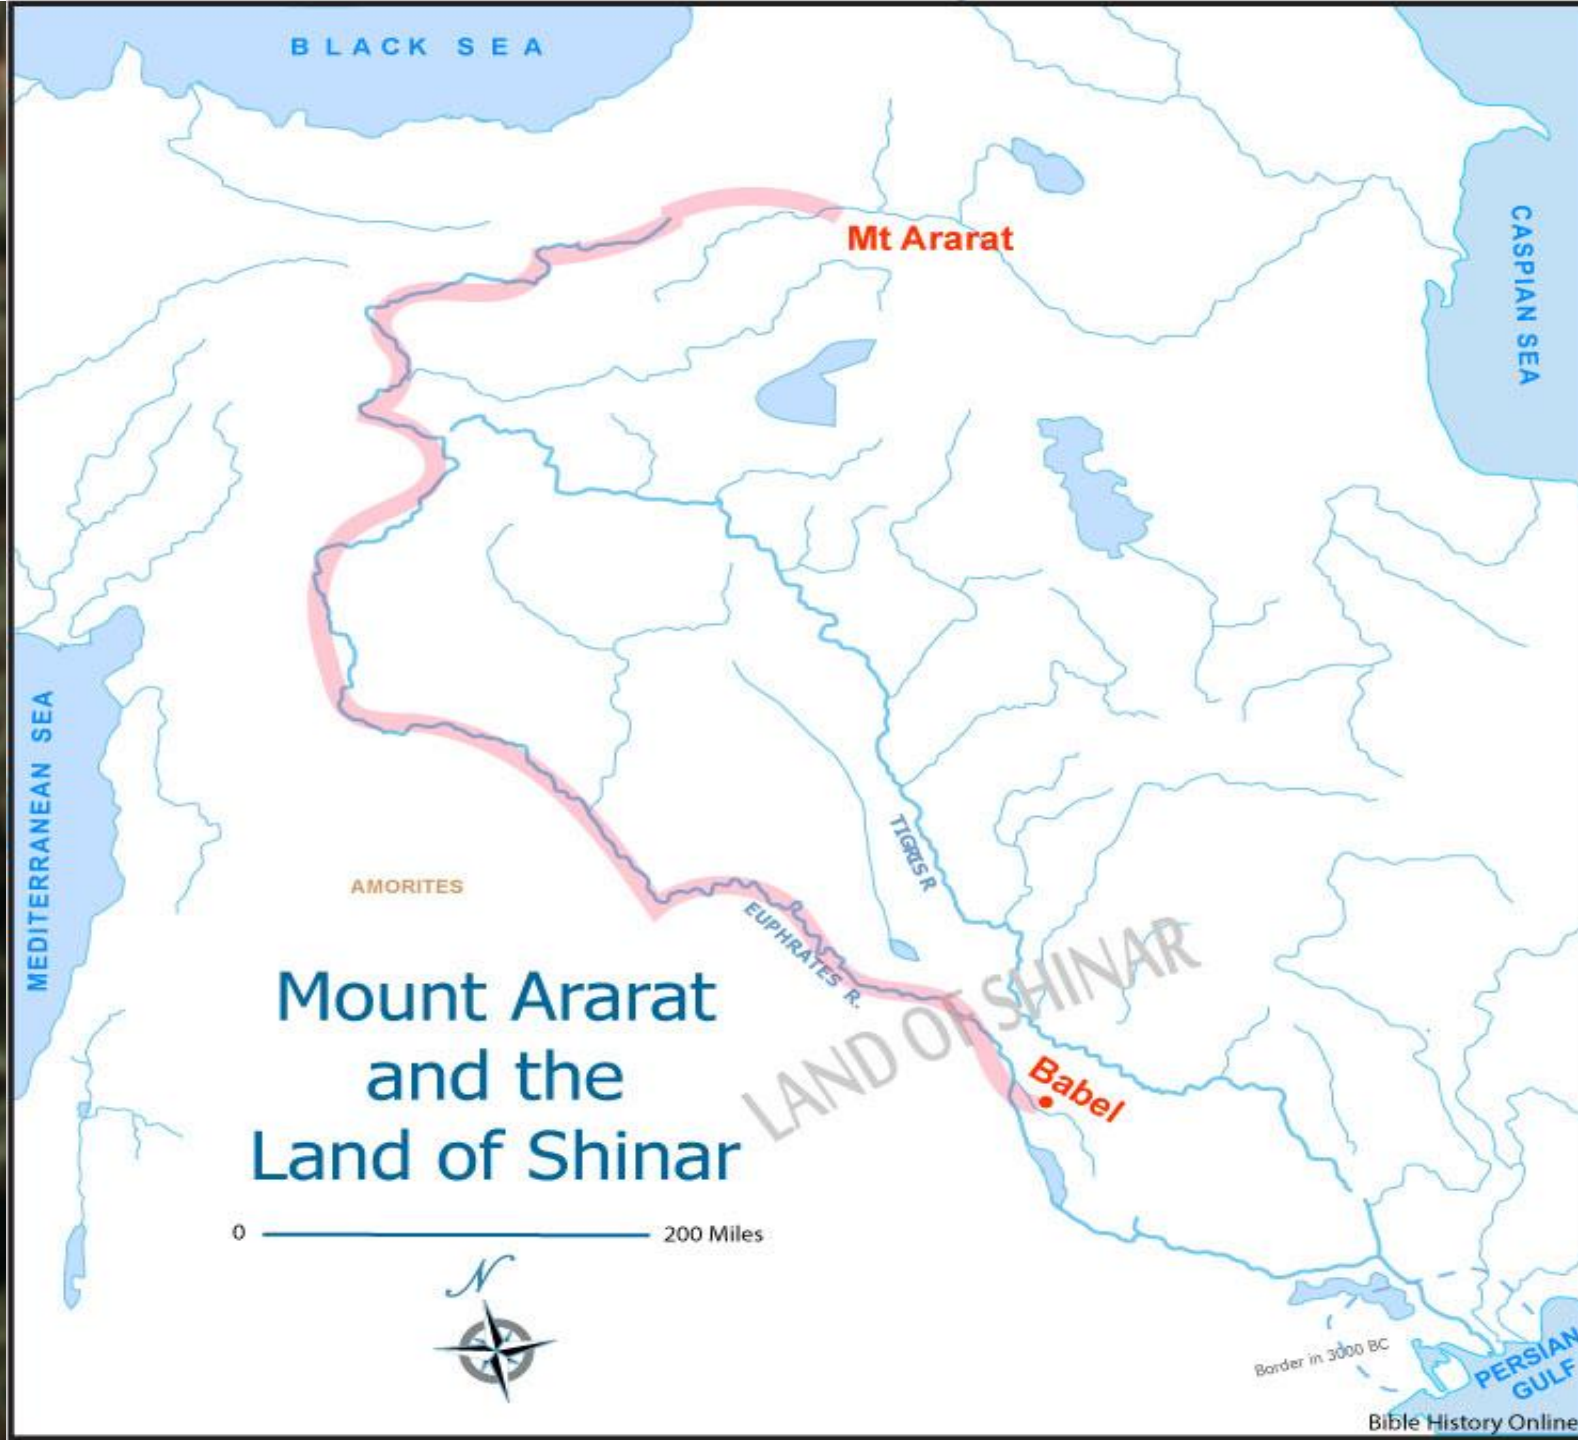 BLACK SEA
CASPIAN SEA
Mt Ararat
MEDITERRANEAN SEA
TIGRIS R
AMORITES
EUPHRATES R.
LAND OF SHINAR
Mount Ararat
and the
Land of Shinar
Babel
0 200 Miles
N
Border in 3000 BC
PERSIAN
GULF
Bible History Online